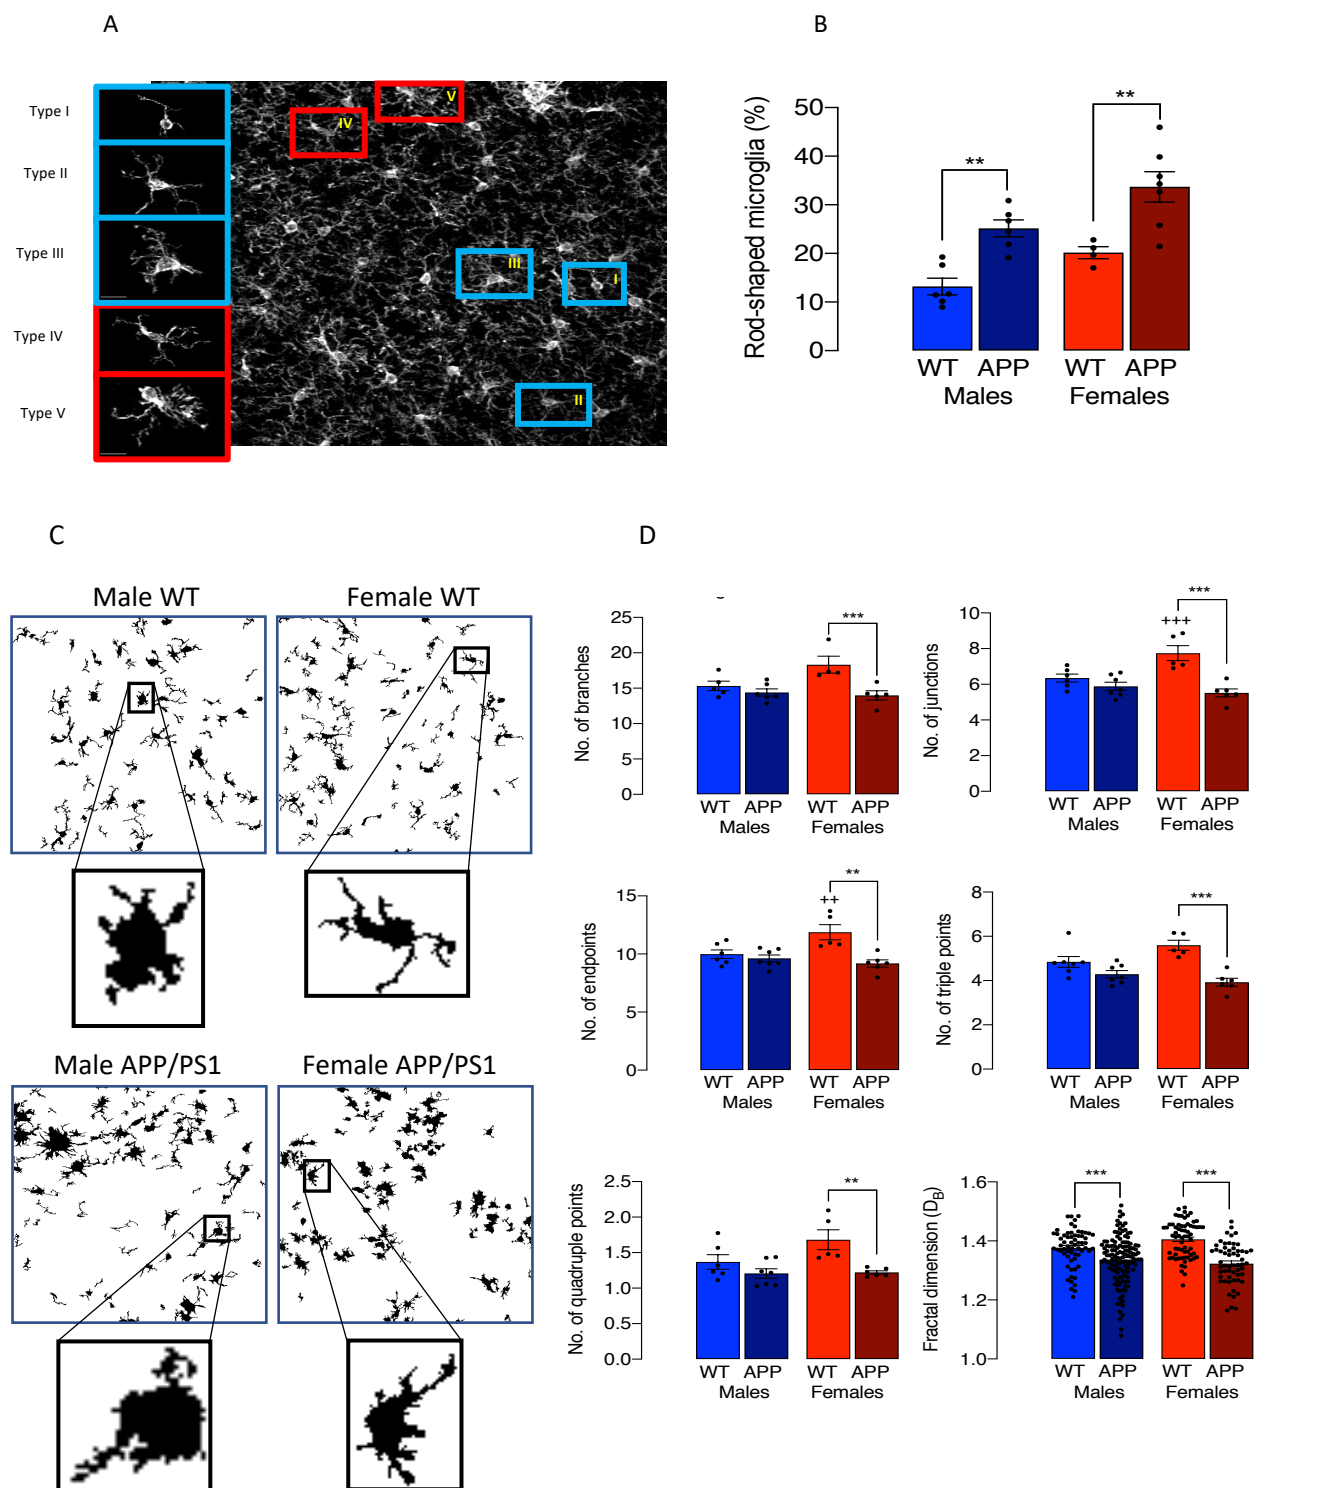 A
B
Type I
Type II
Type III
Type IV
Type V
V
IV
III
I
II
Rod-shaped microglia (%)
50
40
30
20
10
0
**
**
WT APP WT APP
Males Females
C
D
Male WT
Female WT
Male APP/PS1
Female APP/PS1
No. of branches
25
20
15
10
5
0
***
WT APP WT APP
Males Females
No. of junctions
10
8
6
4
2
0
***
+++
WT APP WT APP
Males Females
No. of endpoints
15
10
5
0
**
++
WT APP WT APP
Males Females
No. of triple points
8
6
4
2
0
***
WT APP WT APP
Males Females
No. of quadruple points
2.5
2.0
1.5
1.0
0.5
0.0
**
WT APP WT APP
Males Females
Fractal dimension (D_B)
1.6
1.4
1.2
1.0
***
***
WT APP WT APP
Males Females